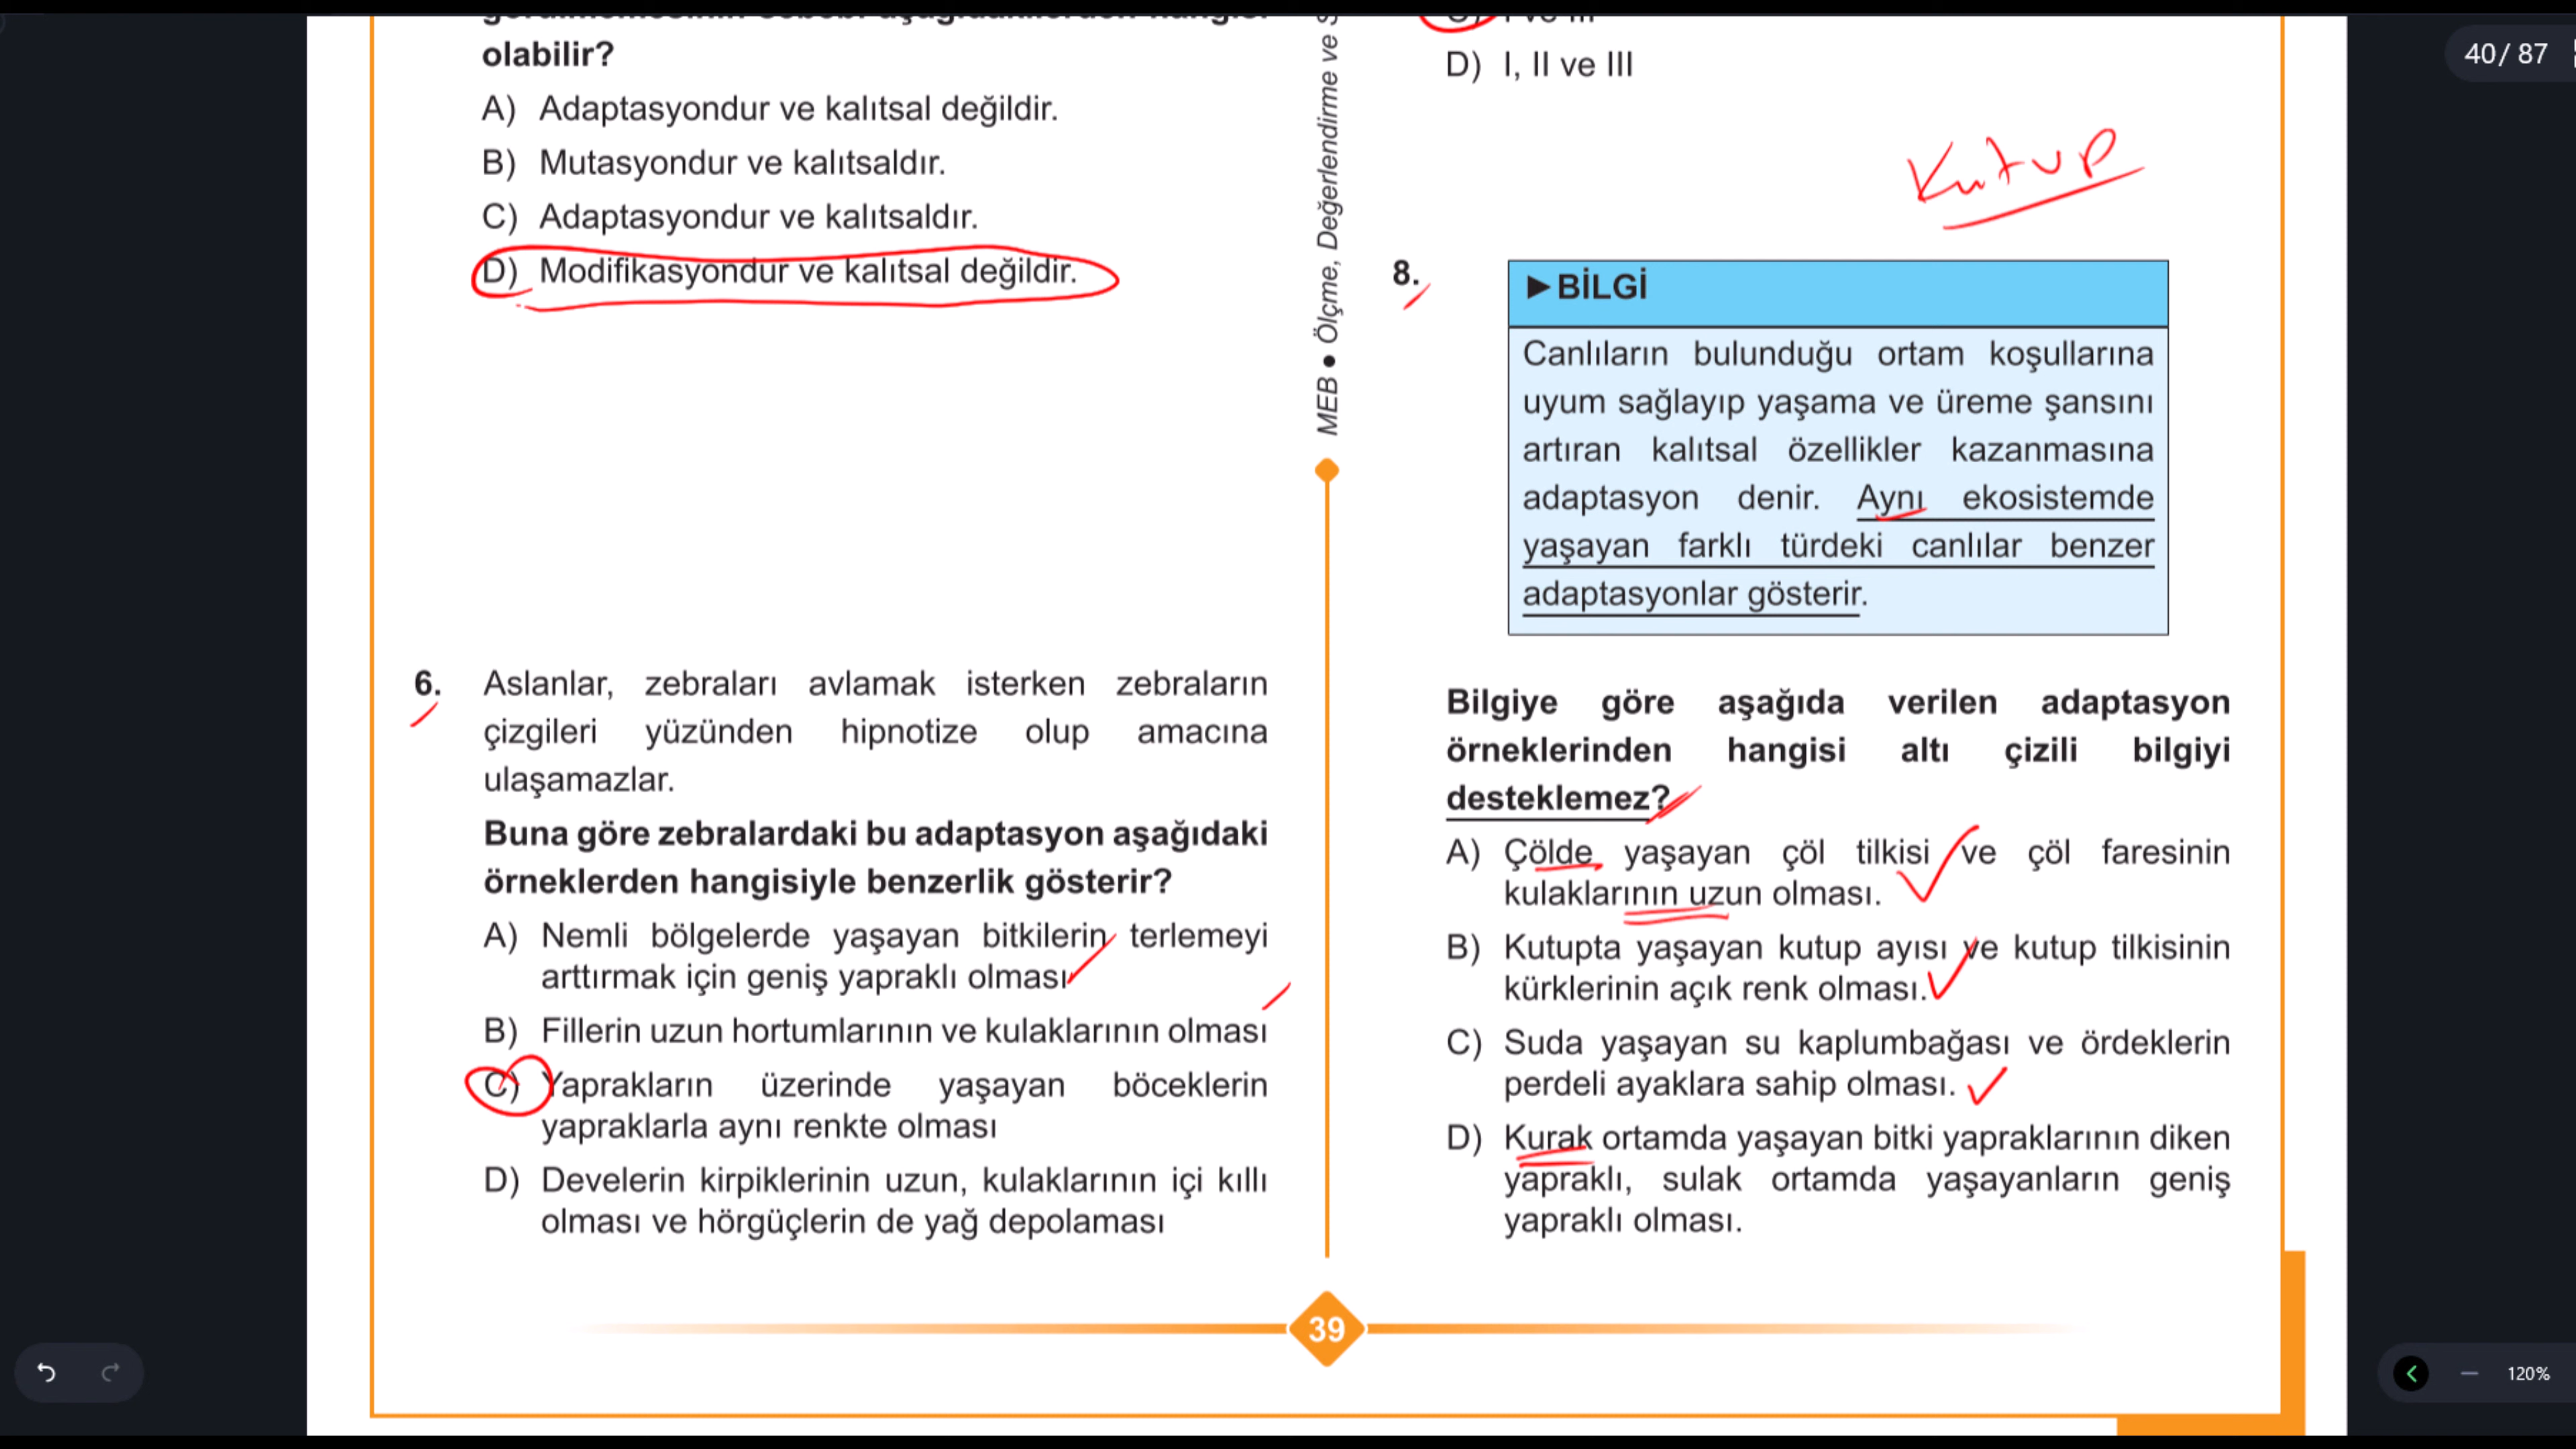 olabilir?
A) Adaptasyondur ve kalıtsal değildir.
B) Mutasyondur ve kalıtsaldır.
C) Adaptasyondur ve kalıtsaldır.
D) Modifikasyondur ve kalıtsal değildir.
6. Aslanlar, zebraları avlamak isterken zebraların
çizgileri yüzünden hipnotize olup amacına
ulaşamazlar.
Buna göre zebralardaki bu adaptasyon aşağıdaki
örneklerden hangisiyle benzerlik gösterir?
A) Nemli bölgelerde yaşayan bitkilerin terlemeyi
arttırmak için geniş yapraklı olması
B) Fillerin uzun hortumlarının ve kulaklarının olması
C) Yaprakların üzerinde yaşayan böceklerin
yapraklarla aynı renkte olması
D) Develerin kirpiklerinin uzun, kulaklarının içi kıllı
olması ve hörgüçlerin de yağ depolaması
MEB ● Ölçme, Değerlendirme ve
I ve III
D) I, II ve III
Kutup
8.
►BİLGİ
Canlıların bulunduğu ortam koşullarına
uyum sağlayıp yaşama ve üreme şansını
artıran kalıtsal özellikler kazanmasına
adaptasyon denir. Aynı ekosistemde
yaşayan farklı türdeki canlılar benzer
adaptasyonlar gösterir.
Bilgiye göre aşağıda verilen adaptasyon
örneklerinden hangisi altı çizili bilgiyi
desteklemez?
A) Çölde yaşayan çöl tilkisi ve çöl faresinin
kulaklarının uzun olması.
B) Kutupta yaşayan kutup ayısı ve kutup tilkisinin
kürklerinin açık renk olması.
C) Suda yaşayan su kaplumbağası ve ördeklerin
perdeli ayaklara sahip olması.
D) Kurak ortamda yaşayan bitki yapraklarının diken
yapraklı, sulak ortamda yaşayanların geniş
yapraklı olması.
39
40/ 87
120%